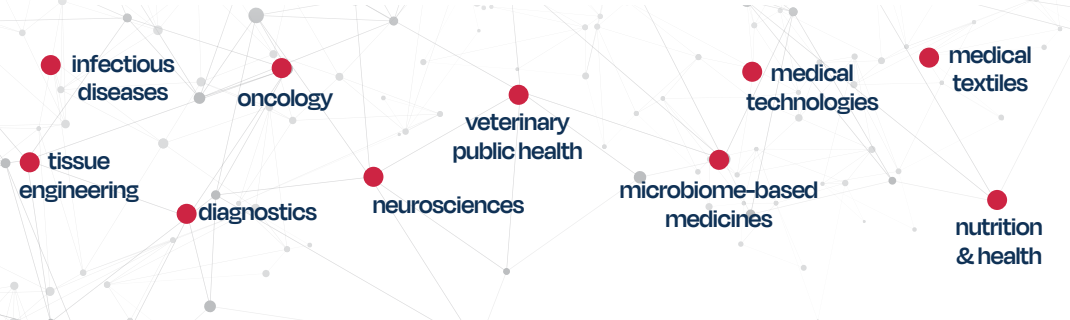 infectious
diseases
oncology
tissue
engineering
diagnostics
neurosciences
veterinary
public health
medical
technologies
microbiome-based
medicines
medical
textiles
nutrition
& health